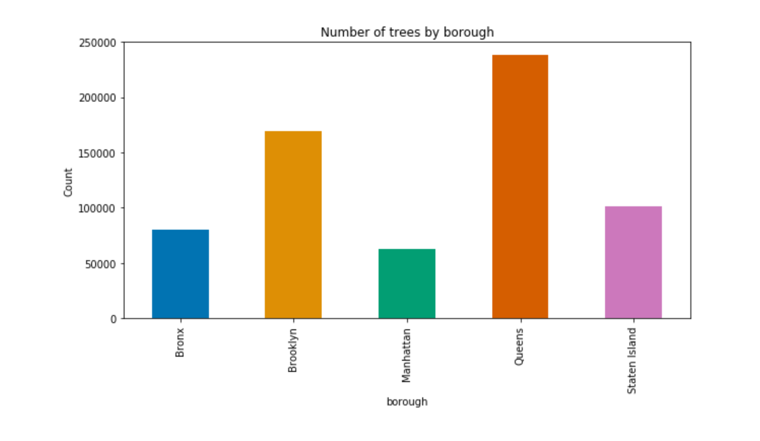 Number of trees by borough
250000
200000
150000
100000
50000
0
Count
Bronx
Brooklyn
Manhattan
Queens
Staten Island
borough